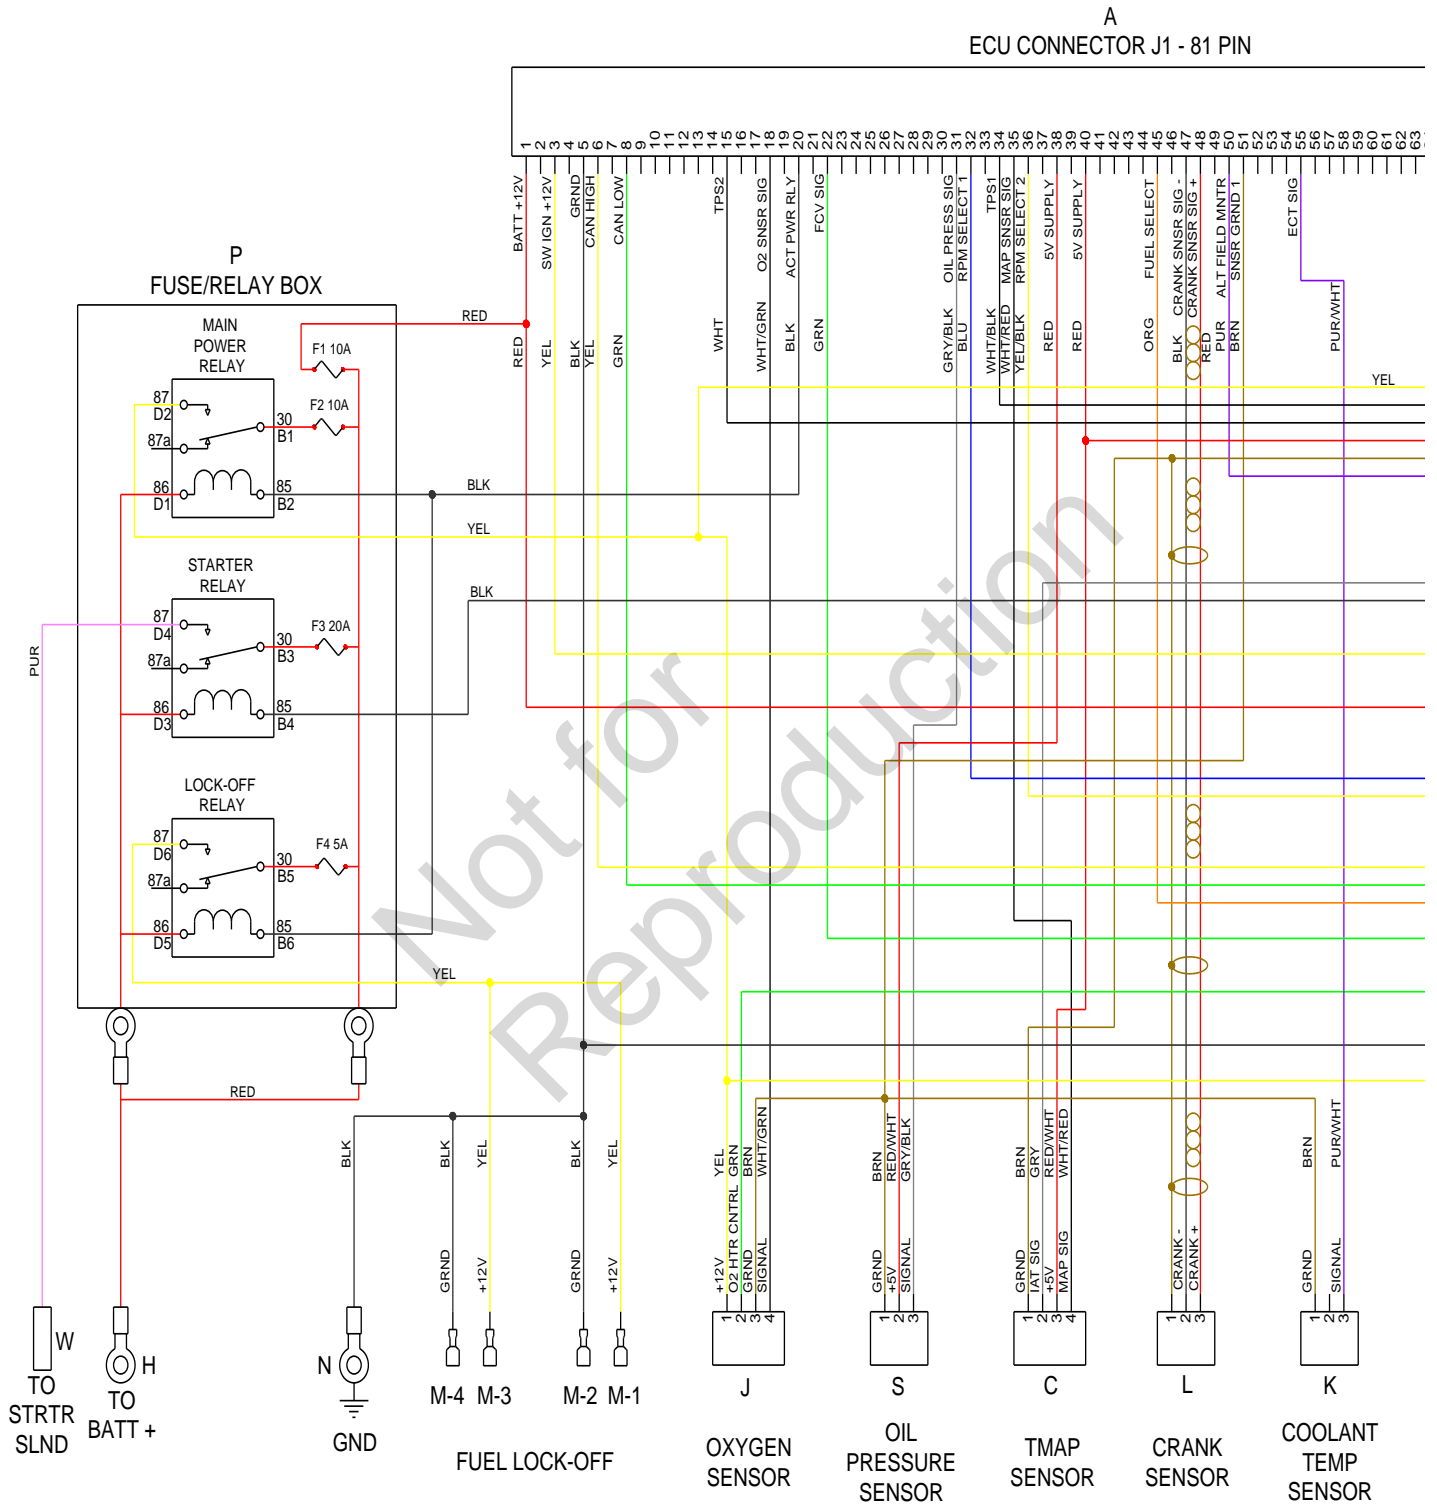 A
ECU CONNECTOR J1 - 81 PIN
1 2 3 4 5 6 7 8 9 10 11 12 13 14 15 16 17 18 19 20 21 22 23 24 25 26 27 28 29 30 31 32 33 34 35 36 37 38 39 40 41 42 43 44 45 46 47 48 49 50 51 52 53 54 55 56 57 58 59 60 61 62 63
BATT +12V
SW IGN +12V
GRND
CAN HIGH
CAN LOW
TPS2
O2 SNSR SIG
ACT PWR RLY
FCV SIG
OIL PRESS SIG
RPM SELECT 1
TPS1
MAP SNSR SIG
RPM SELECT 2
5V SUPPLY
5V SUPPLY
FUEL SELECT
CRANK SNSR SIG -
CRANK SNSR SIG +
ALT FIELD MNTR
SNSR GRND 1
ECT SIG
RED
YEL
BLK
YEL
GRN
WHT
WHT/GRN
BLK
GRN
GRY/BLK
BLU
WHT/BLK
WHT/RED
YEL/BLK
RED
RED
ORG
BLK
RED
PUR
BRN
PUR/WHT
P
FUSE/RELAY BOX
RED
MAIN
POWER
RELAY
F1 10A
YEL
87
D2
F2 10A
30
B1
87a
86
D1
85
B2
BLK
YEL
STARTER
RELAY
BLK
87
D4
F3 20A
30
B3
87a
PUR
86
D3
85
B4
LOCK-OFF
RELAY
87
D6
F4 5A
30
B5
87a
86
D5
85
B6
YEL
RED
Not for
Reproduction
BLK
BLK
YEL
BLK
YEL
YEL
GRN
BRN
WHT/GRN
BRN
RED/WHT
GRY/BLK
BRN
GRY
RED/WHT
WHT/RED
BRN
PUR/WHT
GRND
+12V
GRND
+12V
+12V
O2 HTR CNTRL
GRND
SIGNAL
GRND
+5V
SIGNAL
GRND
IAT SIG
+5V
MAP SIG
CRANK -
CRANK +
GRND
SIGNAL
1 2 3 4
1 2 3
1 2 3 4
1 2 3
1 2 3
W
TO
STRTR
SLND
H
TO
BATT +
N
GND
M-4 M-3 M-2 M-1
FUEL LOCK-OFF
J
OXYGEN
SENSOR
S
OIL
PRESSURE
SENSOR
C
TMAP
SENSOR
L
CRANK
SENSOR
K
COOLANT
TEMP
SENSOR